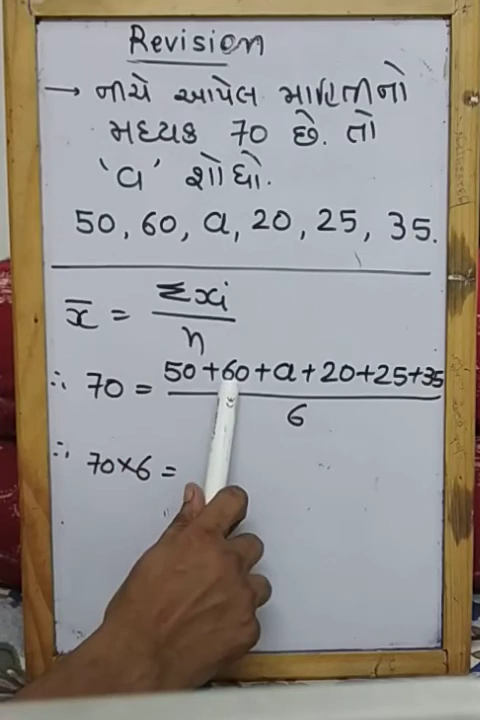 Revision
→ નીચે આપેલ માહિતીનો
મધ્યક 70 છે. તો
'a' શોધો.
50, 60, a, 20, 25, 35.
x̄ = Σxi / n
∴ 70 = 50+60+a+20+25+35 / 6
∴ 70×6 =